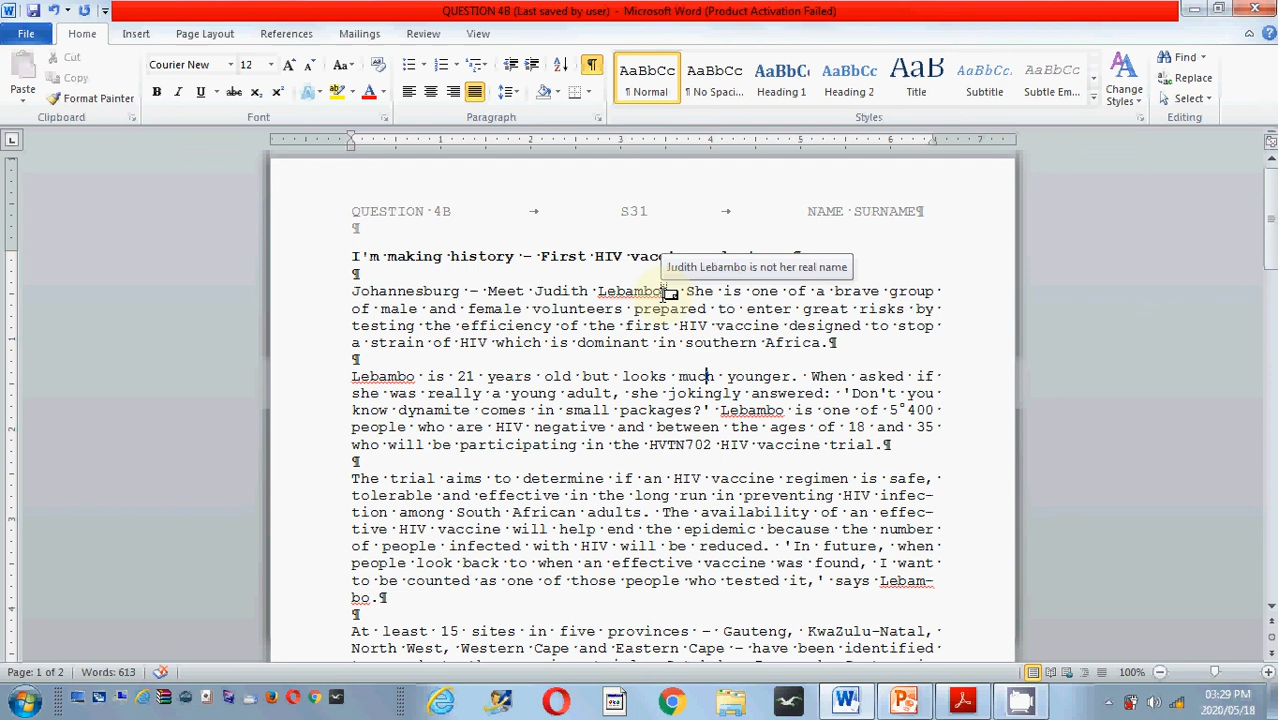 QUESTION 4B (Last saved by user) - Microsoft Word (Product Activation Failed)
File Home Insert Page Layout References Mailings Review View
Paste
Cut
Copy
Format Painter
Clipboard
Courier New 12
Font
Paragraph
AaBbCc AaBbCc AaBbC AaBbCc AaB AaBbCc AaBbCc
¶ Normal ¶ No Spaci... Heading 1 Heading 2 Title Subtitle Subtle Em...
Styles
Change Styles
Find
Replace
Select
Editing
1 2 3 4 5 6 7
QUESTION 4B → S31 → NAME SURNAME¶
¶
I'm making history – First HIV
Judith Lebambo is not her real name
¶
Johannesburg – Meet Judith Lebambo. She is one of a brave group
of male and female volunteers prepared to enter great risks by
testing the efficiency of the first HIV vaccine designed to stop
a strain of HIV which is dominant in southern Africa.¶
¶
Lebambo is 21 years old but looks much younger. When asked if
she was really a young adult, she jokingly answered: 'Don't you
know dynamite comes in small packages?' Lebambo is one of 5°400
people who are HIV negative and between the ages of 18 and 35
who will be participating in the HVTN702 HIV vaccine trial.¶
¶
The trial aims to determine if an HIV vaccine regimen is safe,
tolerable and effective in the long run in preventing HIV infec-
tion among South African adults. The availability of an effec-
tive HIV vaccine will help end the epidemic because the number
of people infected with HIV will be reduced. 'In future, when
people look back to when an effective vaccine was found, I want
to be counted as one of those people who tested it,' says Lebam-
bo.¶
¶
At least 15 sites in five provinces – Gauteng, KwaZulu-Natal,
North West, Western Cape and Eastern Cape – have been identified
Page: 1 of 2 Words: 613 100%
03:29 PM
2020/05/18